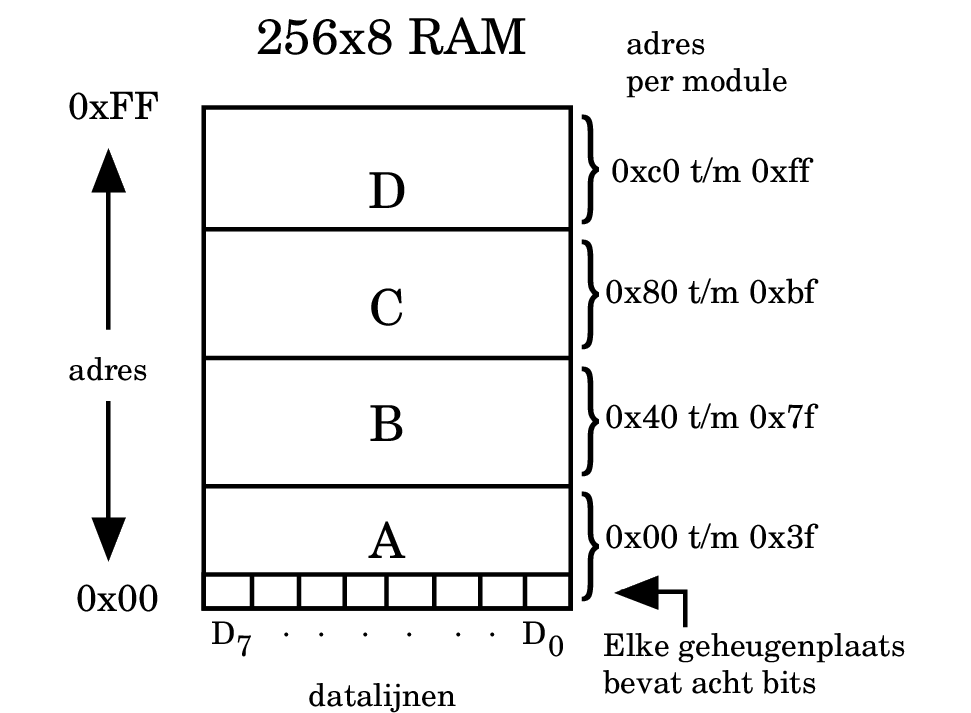 256x8 RAM
adres
per module
0xFF
D
0xc0 t/m 0xff
C
0x80 t/m 0xbf
adres
B
0x40 t/m 0x7f
A
0x00 t/m 0x3f
0x00
D7 · · · · · · D0
Elke geheugenplaats
bevat acht bits
datalijnen